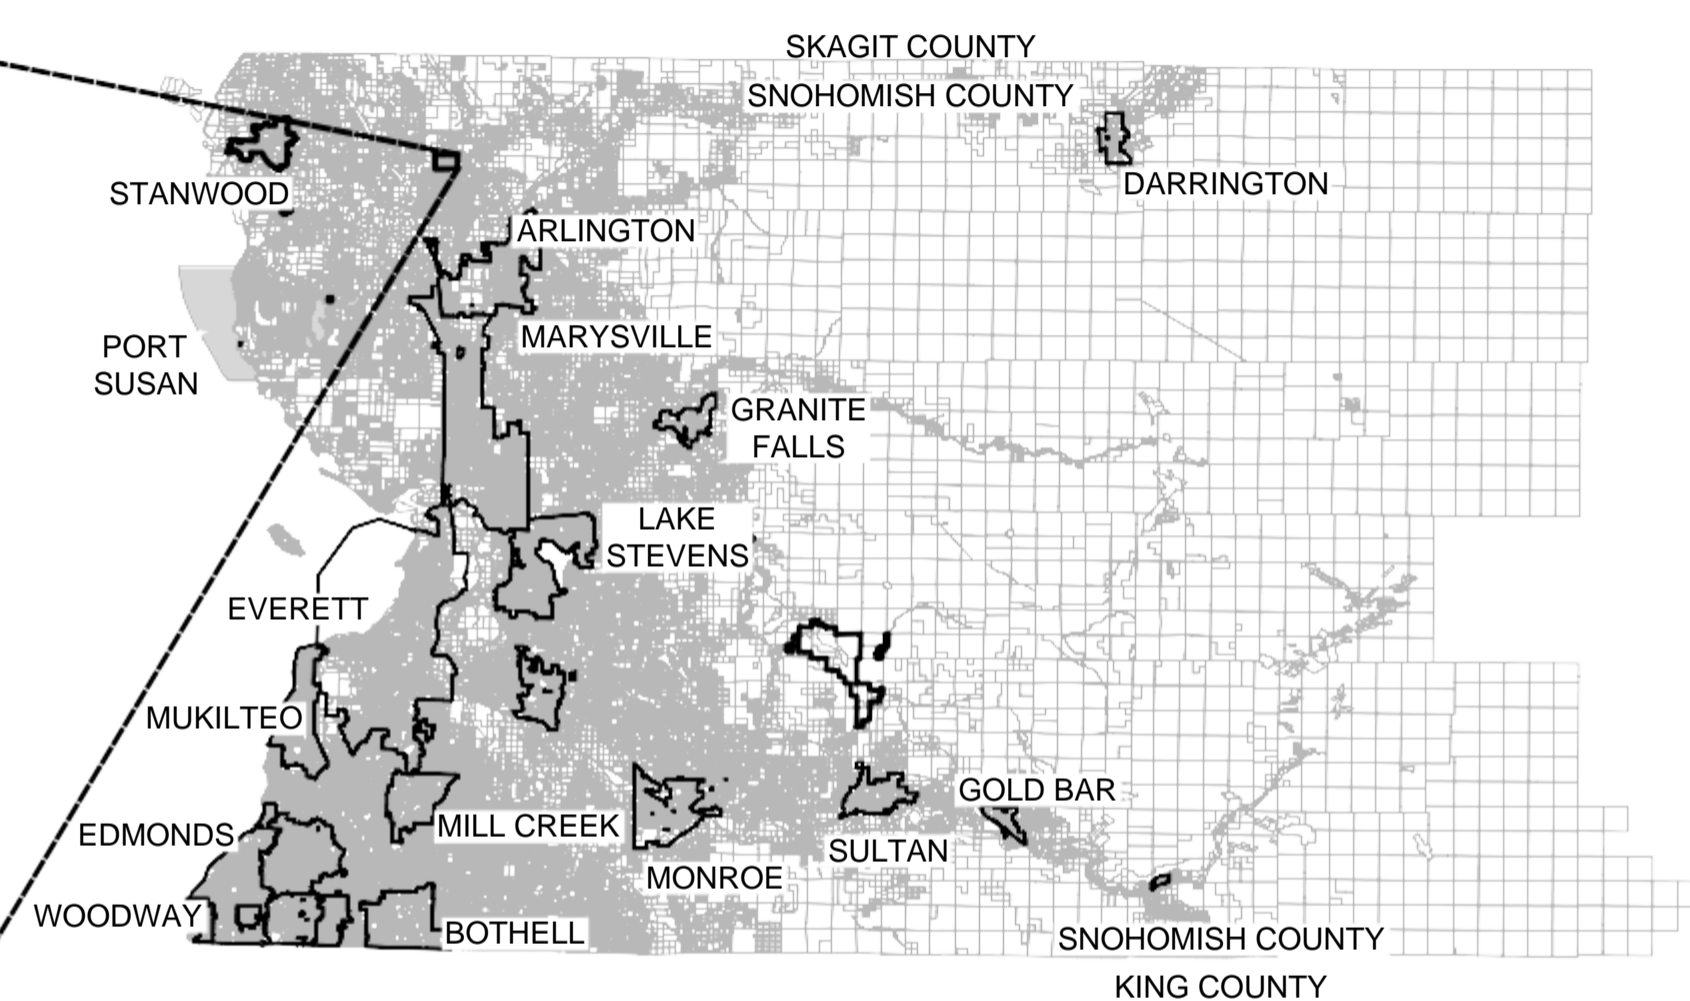 SKAGIT COUNTY
SNOHOMISH COUNTY
DARRINGTON
STANWOOD
ARLINGTON
MARYSVILLE
PORT
SUSAN
GRANITE
FALLS
LAKE
STEVENS
EVERETT
MUKILTEO
GOLD BAR
EDMONDS
MILL CREEK
SULTAN
MONROE
WOODWAY
BOTHELL
SNOHOMISH COUNTY
KING COUNTY